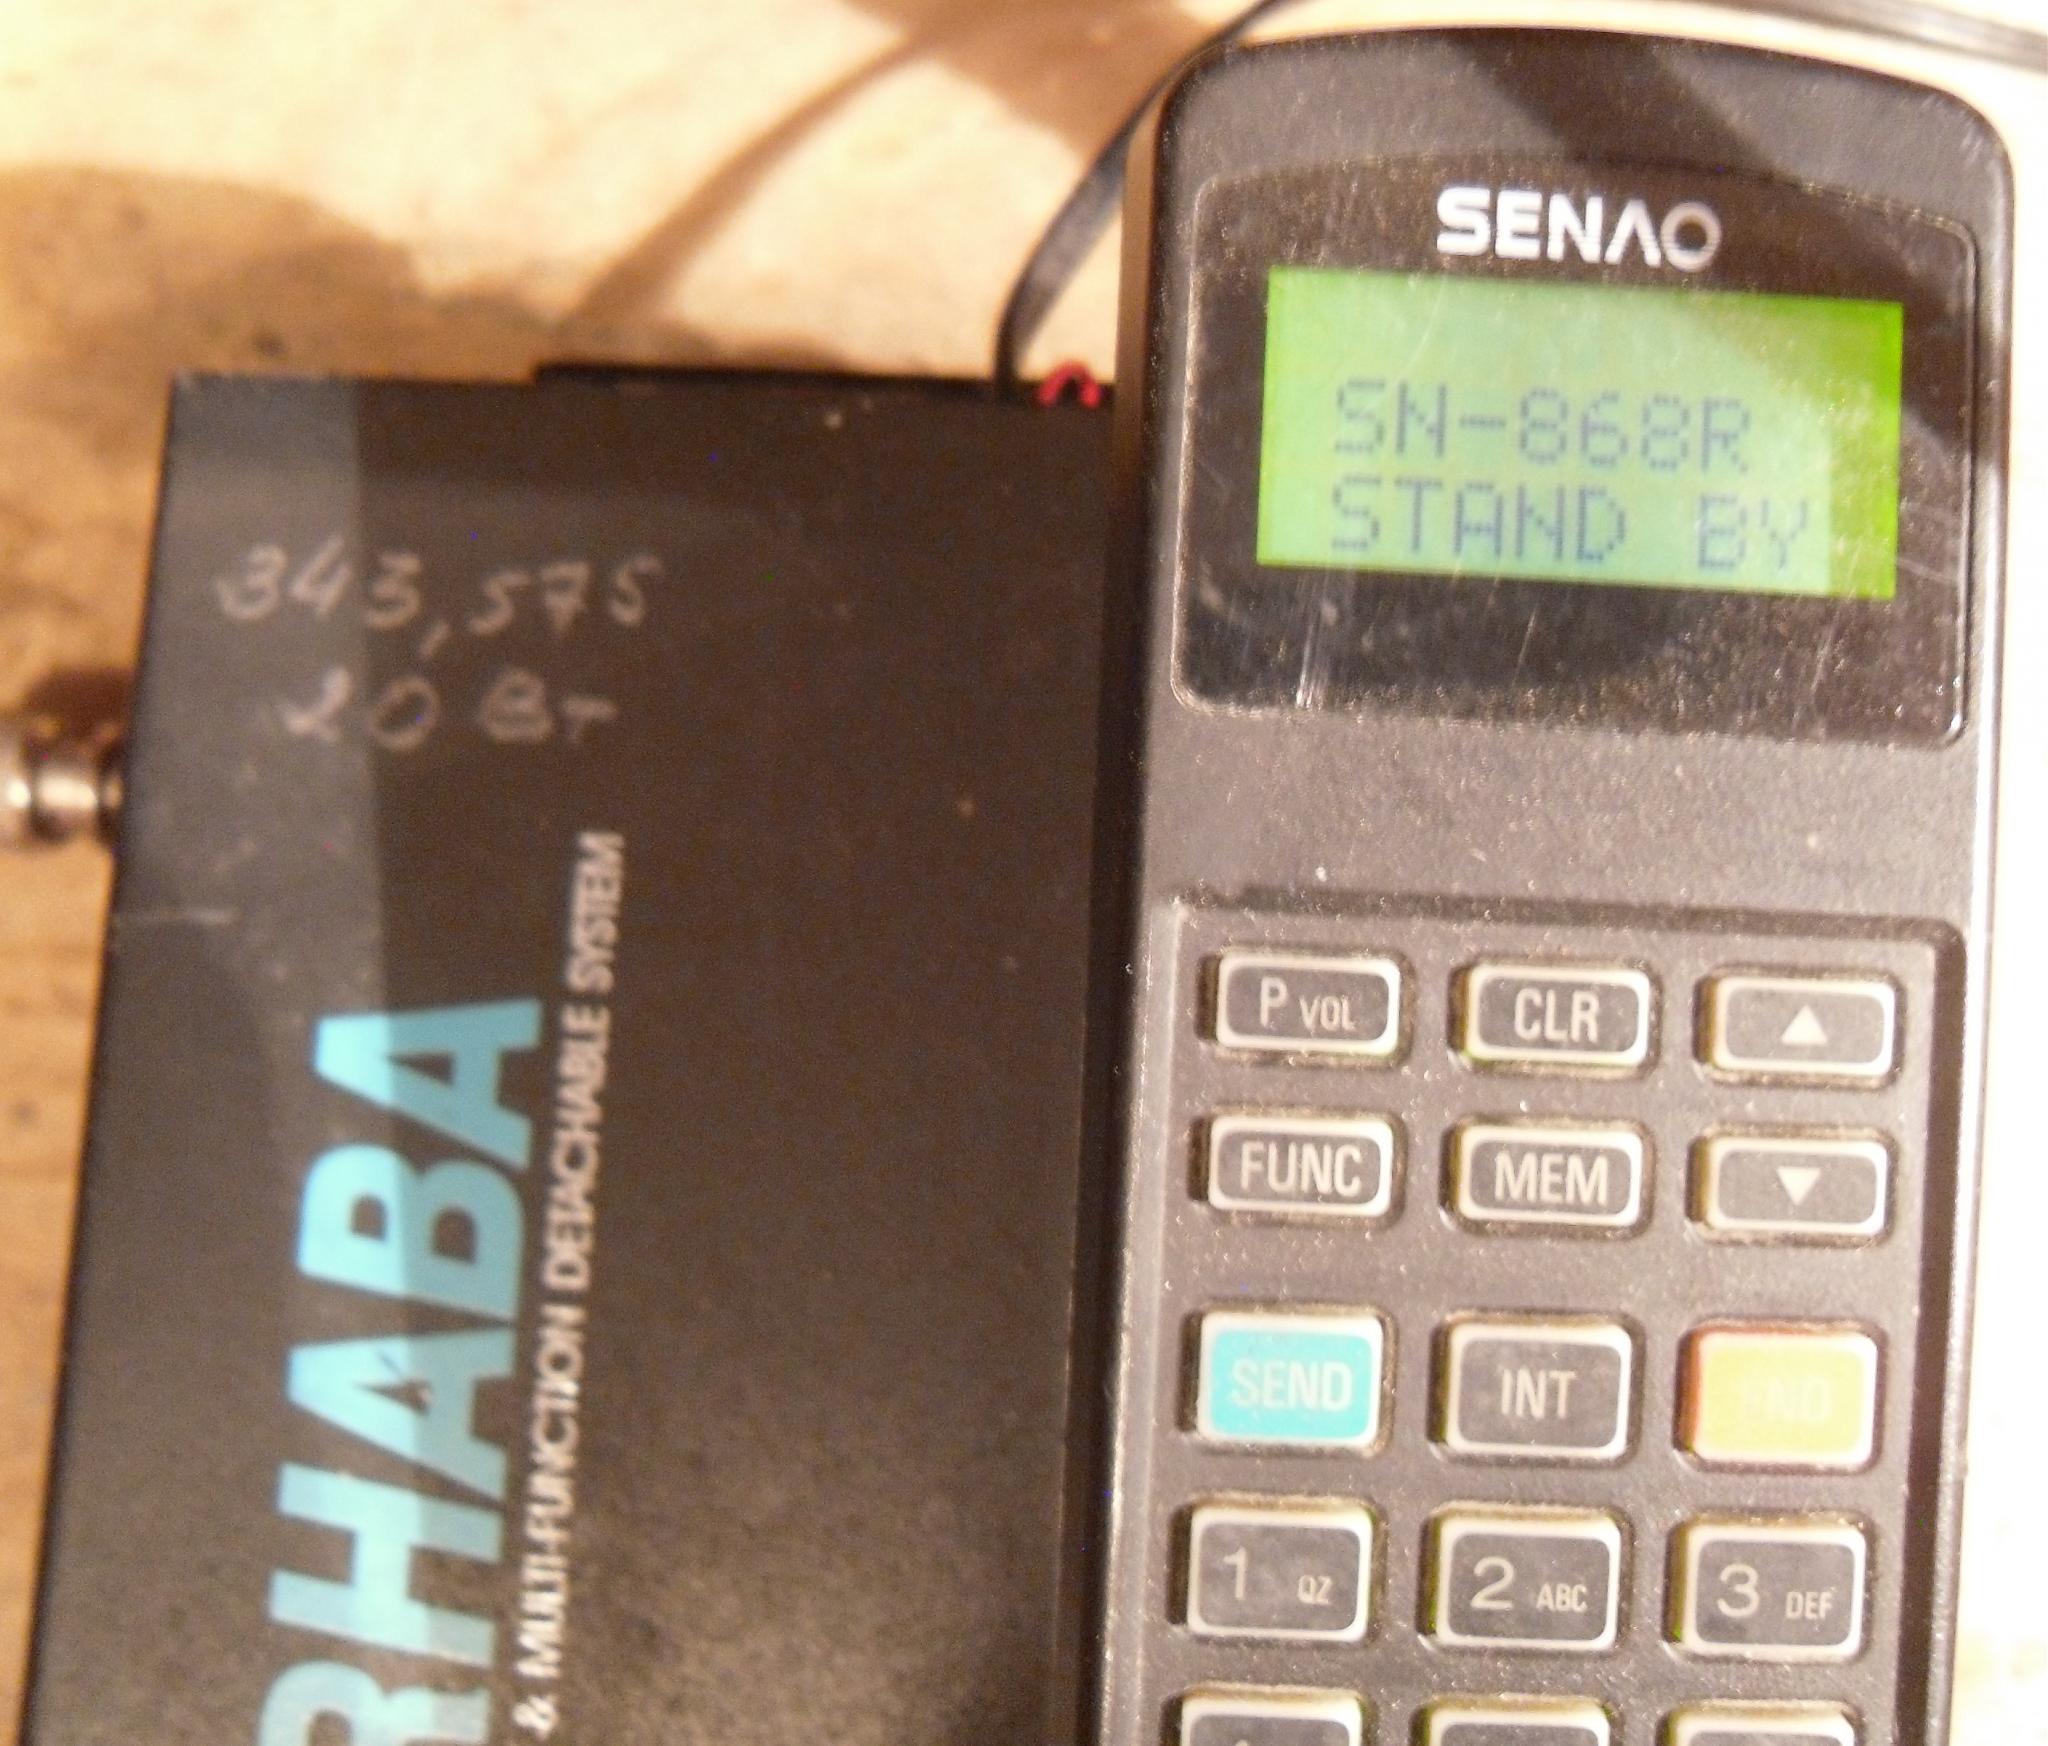 343,575
20 Вт
RHABA
& MULTI-FUNCTION DETACHABLE SYSTEM
SENAO
SN-868R
STAND BY
P VOL
CLR
▲
FUNC
MEM
▼
SEND
INT
END
1 QZ
2 ABC
3 DEF